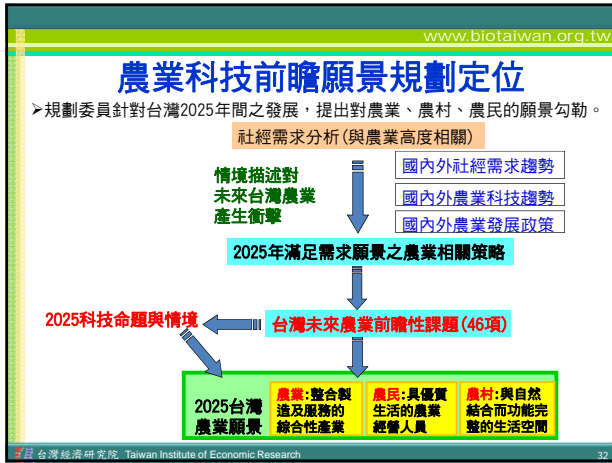 www.biotaiwan.org.tw
農業科技前瞻願景規劃定位
➢規劃委員針對台灣2025年間之發展，提出對農業、農村、農民的願景勾勒。
社經需求分析(與農業高度相關)
情境描述對
未來台灣農業
產生衝擊
國內外社經需求趨勢
國內外農業科技趨勢
國內外農業發展政策
2025年滿足需求願景之農業相關策略
2025科技命題與情境
台灣未來農業前瞻性課題(46項)
2025台灣
農業願景
農業:整合製
造及服務的
綜合性產業
農民:具優質
生活的農業
經營人員
農村:與自然
結合而功能完
整的生活空間
台灣經濟研究院 Taiwan Institute of Economic Research
32